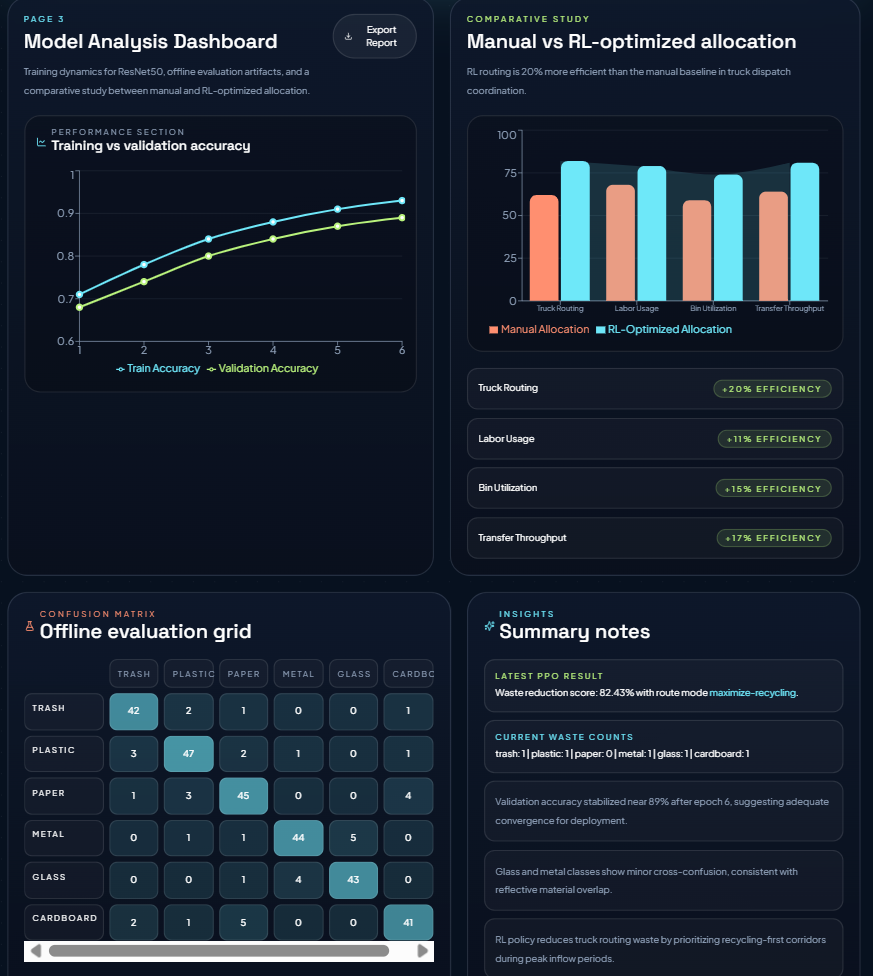 PAGE 3
Model Analysis Dashboard
Export
Report
Training dynamics for ResNet50, offline evaluation artifacts, and a
comparative study between manual and RL-optimized allocation.
PERFORMANCE SECTION
Training vs validation accuracy
1
0.9
0.8
0.7
0.6
1 2 3 4 5 6
Train Accuracy Validation Accuracy
COMPARATIVE STUDY
Manual vs RL-optimized allocation
RL routing is 20% more efficient than the manual baseline in truck dispatch
coordination.
100
75
50
25
0
Truck Routing Labor Usage Bin Utilization Transfer Throughput
Manual Allocation RL-Optimized Allocation
Truck Routing +20% EFFICIENCY
Labor Usage +11% EFFICIENCY
Bin Utilization +15% EFFICIENCY
Transfer Throughput +17% EFFICIENCY
CONFUSION MATRIX
Offline evaluation grid
TRASH PLASTIC PAPER METAL GLASS CARDBO
TRASH 42 2 1 0 0 1
PLASTIC 3 47 2 1 0 1
PAPER 1 3 45 0 0 4
METAL 0 1 1 44 5 0
GLASS 0 0 1 4 43 0
CARDBOARD 2 1 5 0 0 41
INSIGHTS
Summary notes
LATEST PPO RESULT
Waste reduction score: 82.43% with route mode maximize-recycling.
CURRENT WASTE COUNTS
trash: 1 | plastic: 1 | paper: 0 | metal: 1 | glass: 1 | cardboard: 1
Validation accuracy stabilized near 89% after epoch 6, suggesting adequate
convergence for deployment.
Glass and metal classes show minor cross-confusion, consistent with
reflective material overlap.
RL policy reduces truck routing waste by prioritizing recycling-first corridors
during peak inflow periods.